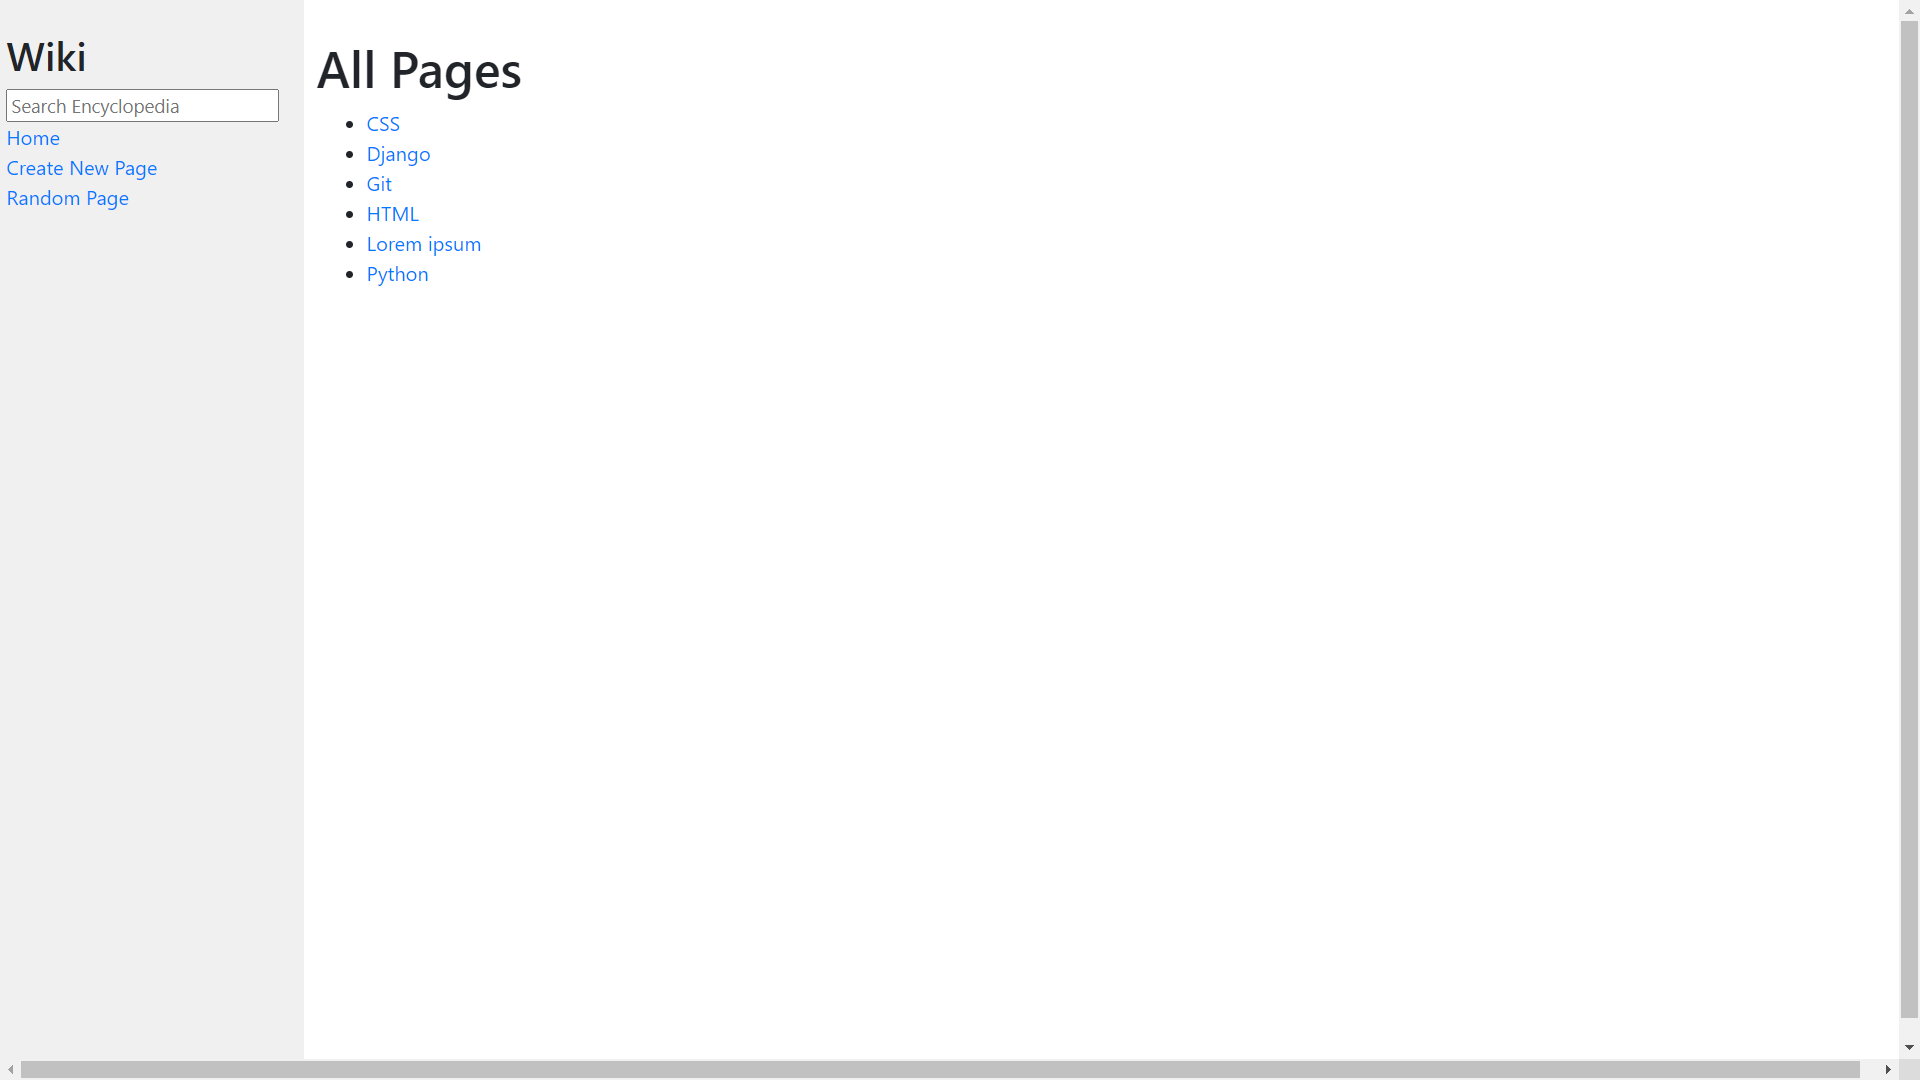 Wiki
Search Encyclopedia
Home
Create New Page
Random Page
All Pages
CSS
Django
Git
HTML
Lorem ipsum
Python